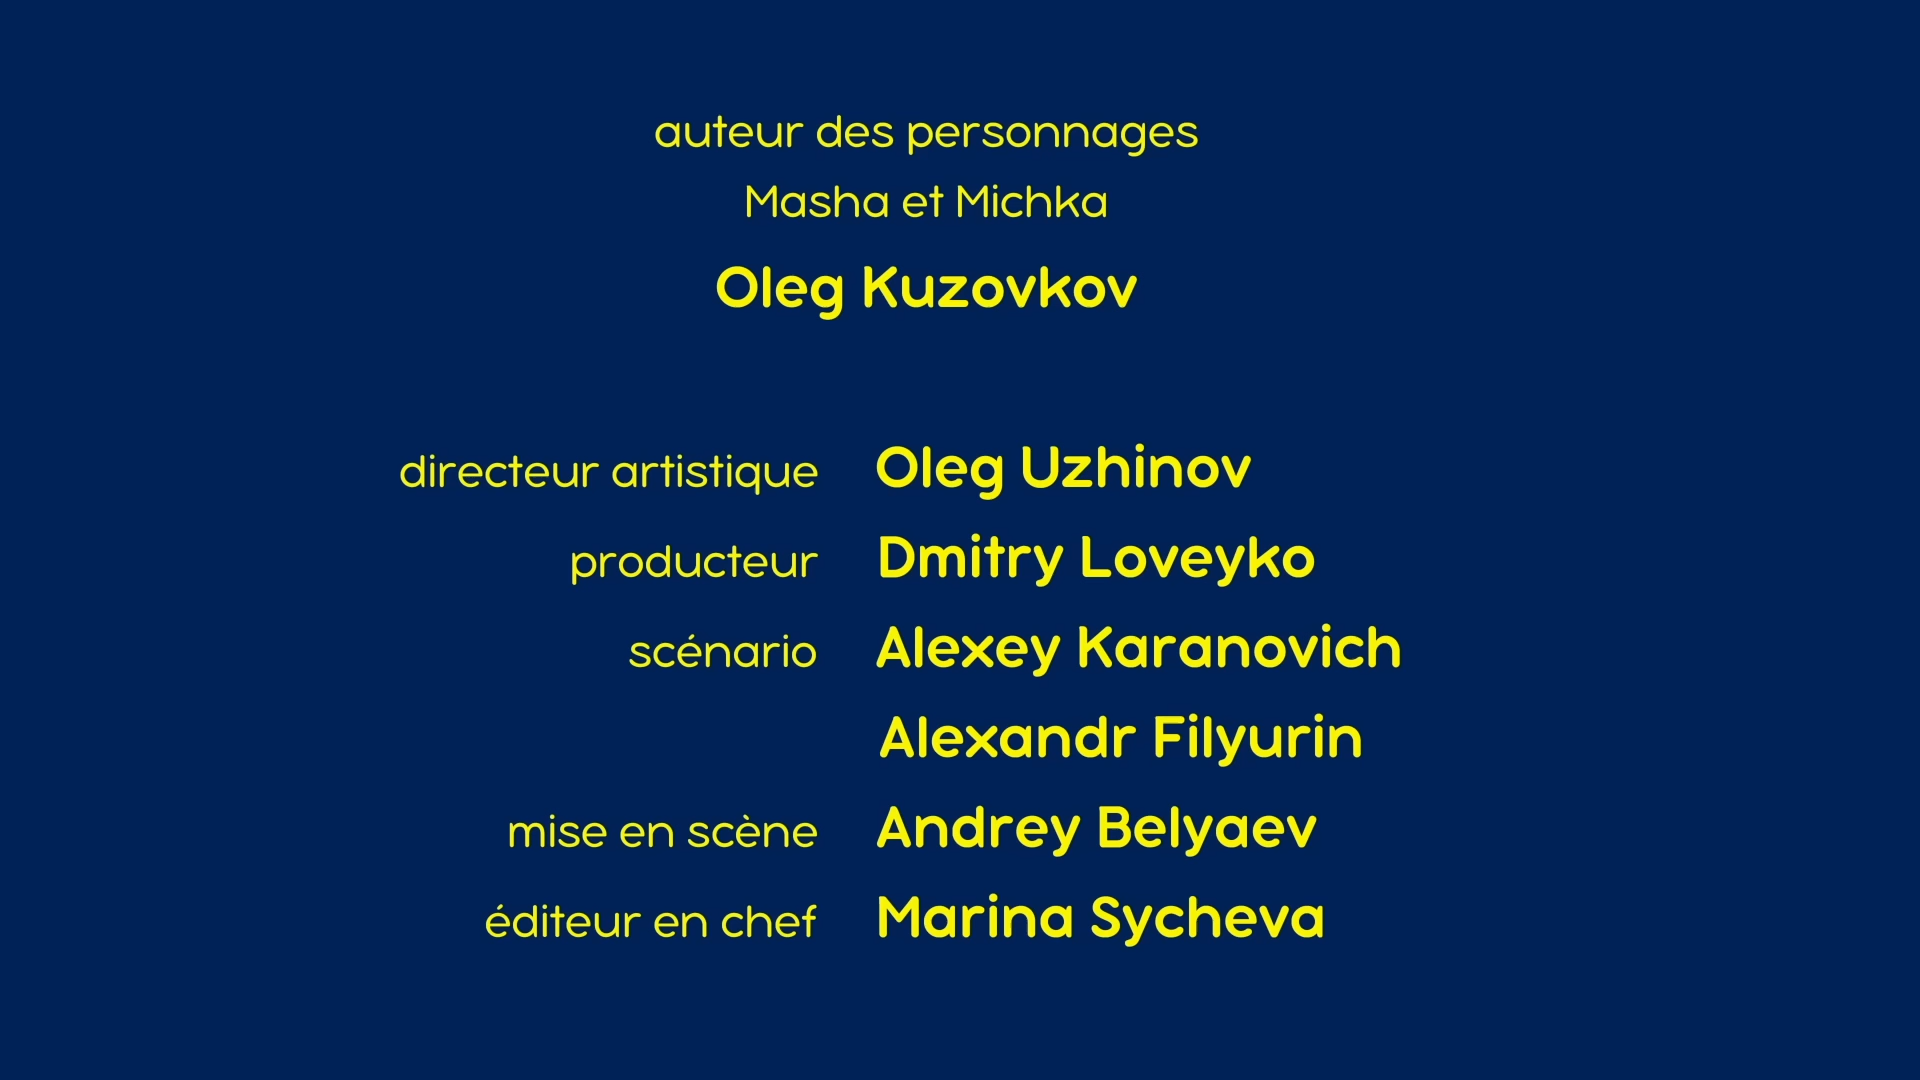 auteur des personnages
Masha et Michka
Oleg Kuzovkov
directeur artistique Oleg Uzhinov
producteur Dmitry Loveyko
scénario Alexey Karanovich
Alexandr Filyurin
mise en scène Andrey Belyaev
éditeur en chef Marina Sycheva